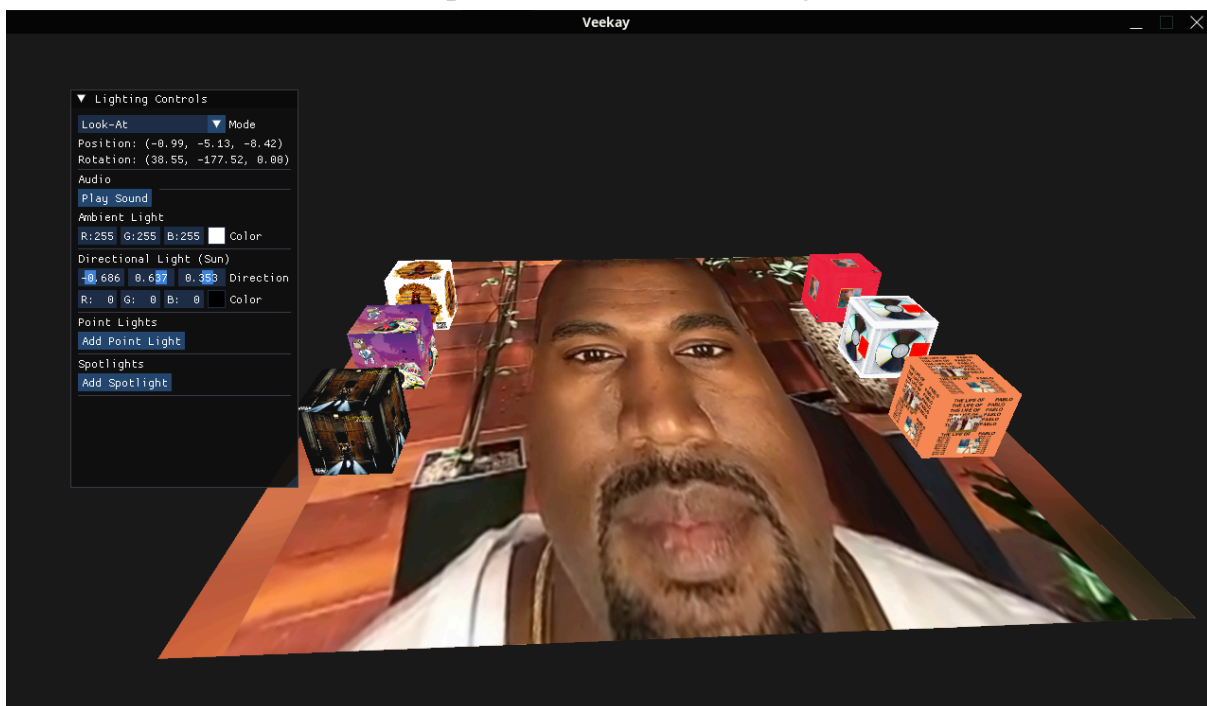 Veekay
Lighting Controls
Look-At Mode
Position: (-0.99, -5.13, -8.42)
Rotation: (38.55, -177.52, 0.00)
Audio
Play Sound
Ambient Light
R:255 G:255 B:255 Color
Directional Light (Sun)
-0.686 0.637 0.353 Direction
R: 0 G: 0 B: 0 Color
Point Lights
Add Point Light
Spotlights
Add Spotlight
THE LIFE OF PABLO
THE LIFE OF PABLO
THE LIFE OF PABLO